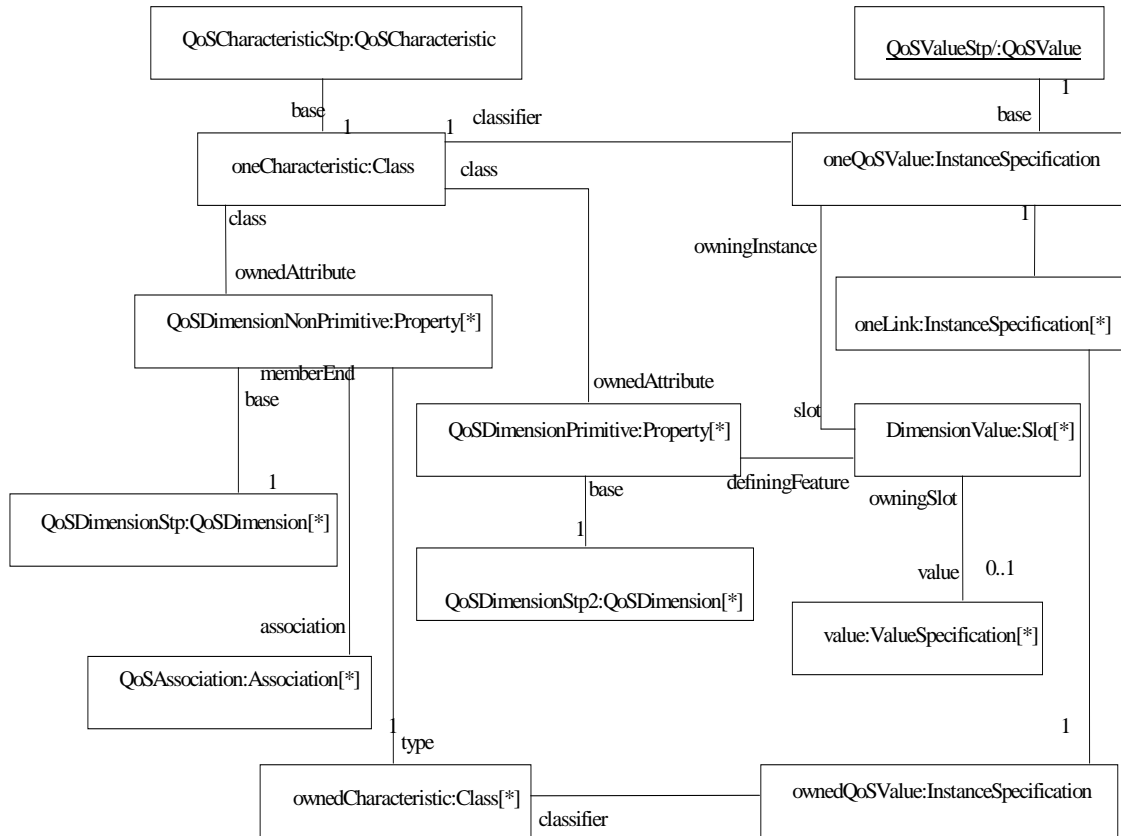 QoSCharacteristicStp:QoSCharacteristic
QoSValueStp/:QoSValue
1
base
base
1
1
classifier
oneCharacteristic:Class
class
oneQoSValue:InstanceSpecification
class
1
owningInstance
ownedAttribute
QoSDimensionNonPrimitive:Property[*]
oneLink:InstanceSpecification[*]
memberEnd
base
ownedAttribute
slot
QoSDimensionPrimitive:Property[*]
DimensionValue:Slot[*]
definingFeature
1
base
owningSlot
QoSDimensionStp:QoSDimension[*]
1
value
0..1
QoSDimensionStp2:QoSDimension[*]
association
value:ValueSpecification[*]
QoSAssociation:Association[*]
1
1
type
ownedCharacteristic:Class[*]
ownedQoSValue:InstanceSpecification
classifier